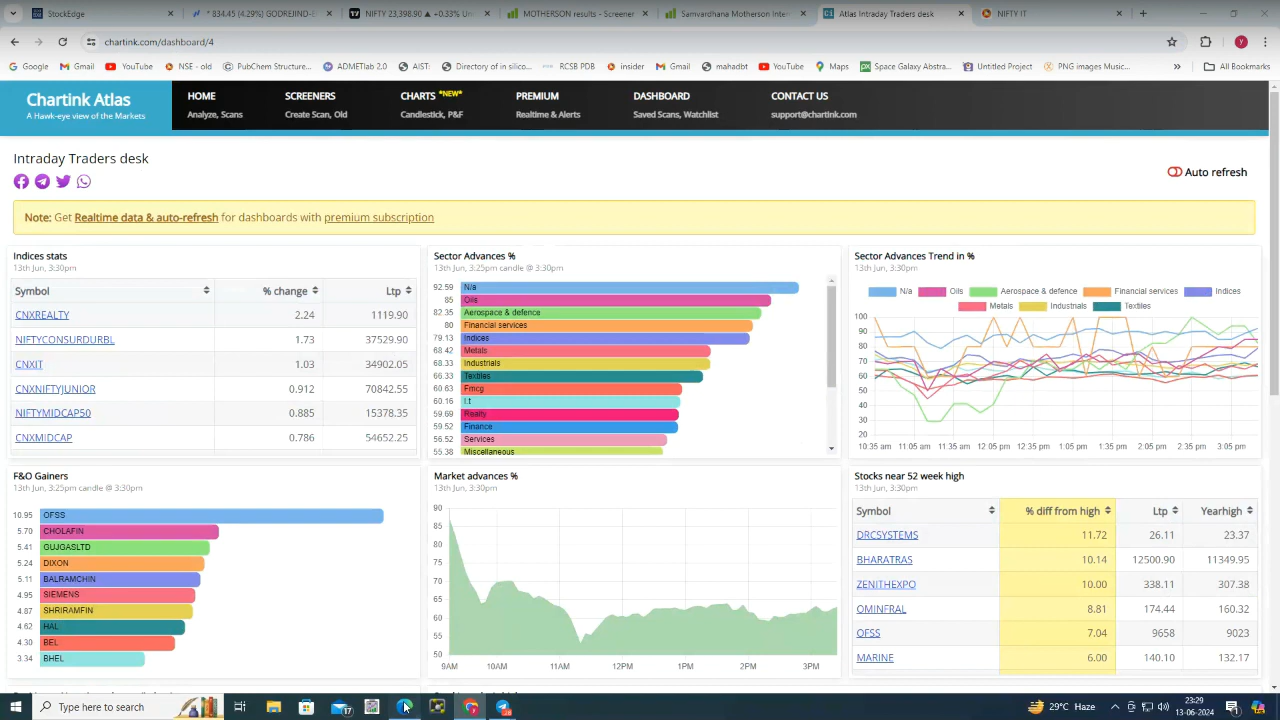 StockEdge
* 834.45 (4.29%) GODREJIND-E
NIFTY 23,398.90 ▲ +0.33% Un
MOTHERSON results - Screener
Samvardhana Motherson Inter
Atlas Intraday Traders desk
NIFTY IT
chartink.com/dashboard/4
Google
Gmail
YouTube
NSE - old
PubChem Structure...
ADMETlab 2.0
AIST:
Directory of in silico...
RCSB PDB
insider
Gmail
mahadbt
YouTube
Maps
Space Galaxy Abstra...
Untitled Project
PNG images Music...
»
All Bookmarks
Chartink Atlas
A Hawk-eye view of the Markets
HOME
Analyze, Scans
SCREENERS
Create Scan, Old
CHARTS *NEW*
Candlestick, P&F
PREMIUM
Realtime & Alerts
DASHBOARD
Saved Scans, Watchlist
CONTACT US
support@chartink.com
Intraday Traders desk
Auto refresh
Note: Get Realtime data & auto-refresh for dashboards with premium subscription
Indices stats
13th Jun, 3:30pm
Symbol % change Ltp
CNXREALTY 2.24 1119.90
NIFTYCONSURDURBL 1.73 37529.90
CNXIT 1.03 34902.05
CNXNIFTYJUNIOR 0.912 70842.55
NIFTYMIDCAP50 0.885 15378.35
CNXMIDCAP 0.786 54652.25
Sector Advances %
13th Jun, 3:25pm candle @ 3:30pm
92.59 N/a
85 Oils
82.35 Aerospace & defence
80 Financial services
79.13 Indices
68.42 Metals
68.33 Industrials
66.33 Textiles
60.63 Fmcg
60.16 I.t
59.69 Realty
59.52 Finance
56.52 Services
55.38 Miscellaneous
Sector Advances Trend in %
13th Jun, 3:30pm
N/a Oils Aerospace & defence Financial services Indices
Metals Industrials Textiles
100
90
80
70
60
50
40
30
20
10:35 am 11:05 am 11:35 am 12:05 pm 12:35 pm 1:05 pm 1:35 pm 2:05 pm 2:35 pm 3:05 pm
F&O Gainers
13th Jun, 3:25pm candle @ 3:30pm
10.95 OFSS
5.70 CHOLAFIN
5.41 GUJGASLTD
5.24 DIXON
5.11 BALRAMCHIN
4.95 SIEMENS
4.87 SHRIRAMFIN
4.62 HAL
4.30 BEL
3.34 BHEL
Market advances %
13th Jun, 3:30pm
90
85
80
75
70
65
60
55
50
9AM 10AM 11AM 12PM 1PM 2PM 3PM
Stocks near 52 week high
13th Jun, 3:30pm
Symbol % diff from high Ltp Yearhigh
DRCSYSTEMS 11.72 26.11 23.37
BHARATRAS 10.14 12500.90 11349.95
ZENITHEXPO 10.00 338.11 307.38
OMINFRAL 8.81 174.44 160.32
OFSS 7.04 9658 9023
MARINE 6.00 140.10 132.17
Type here to search
17
29°C Haze
23:29
13-06-2024